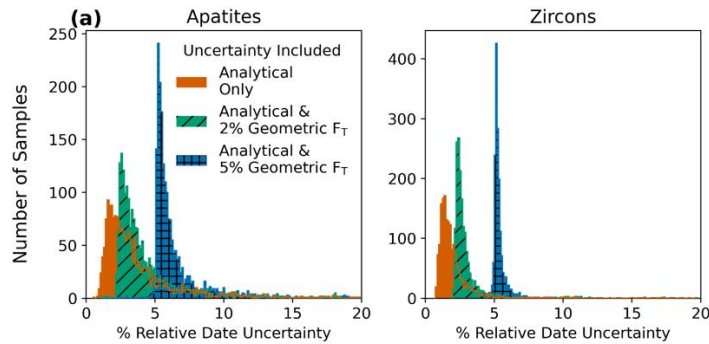 (a)
Apatites
Zircons
Number of Samples
250
200
150
100
50
0
Uncertainty Included
Analytical
Only
Analytical &
2% Geometric F_T
Analytical &
5% Geometric F_T
0 5 10 15 20
% Relative Date Uncertainty
400
300
200
100
0
0 5 10 15 20
% Relative Date Uncertainty